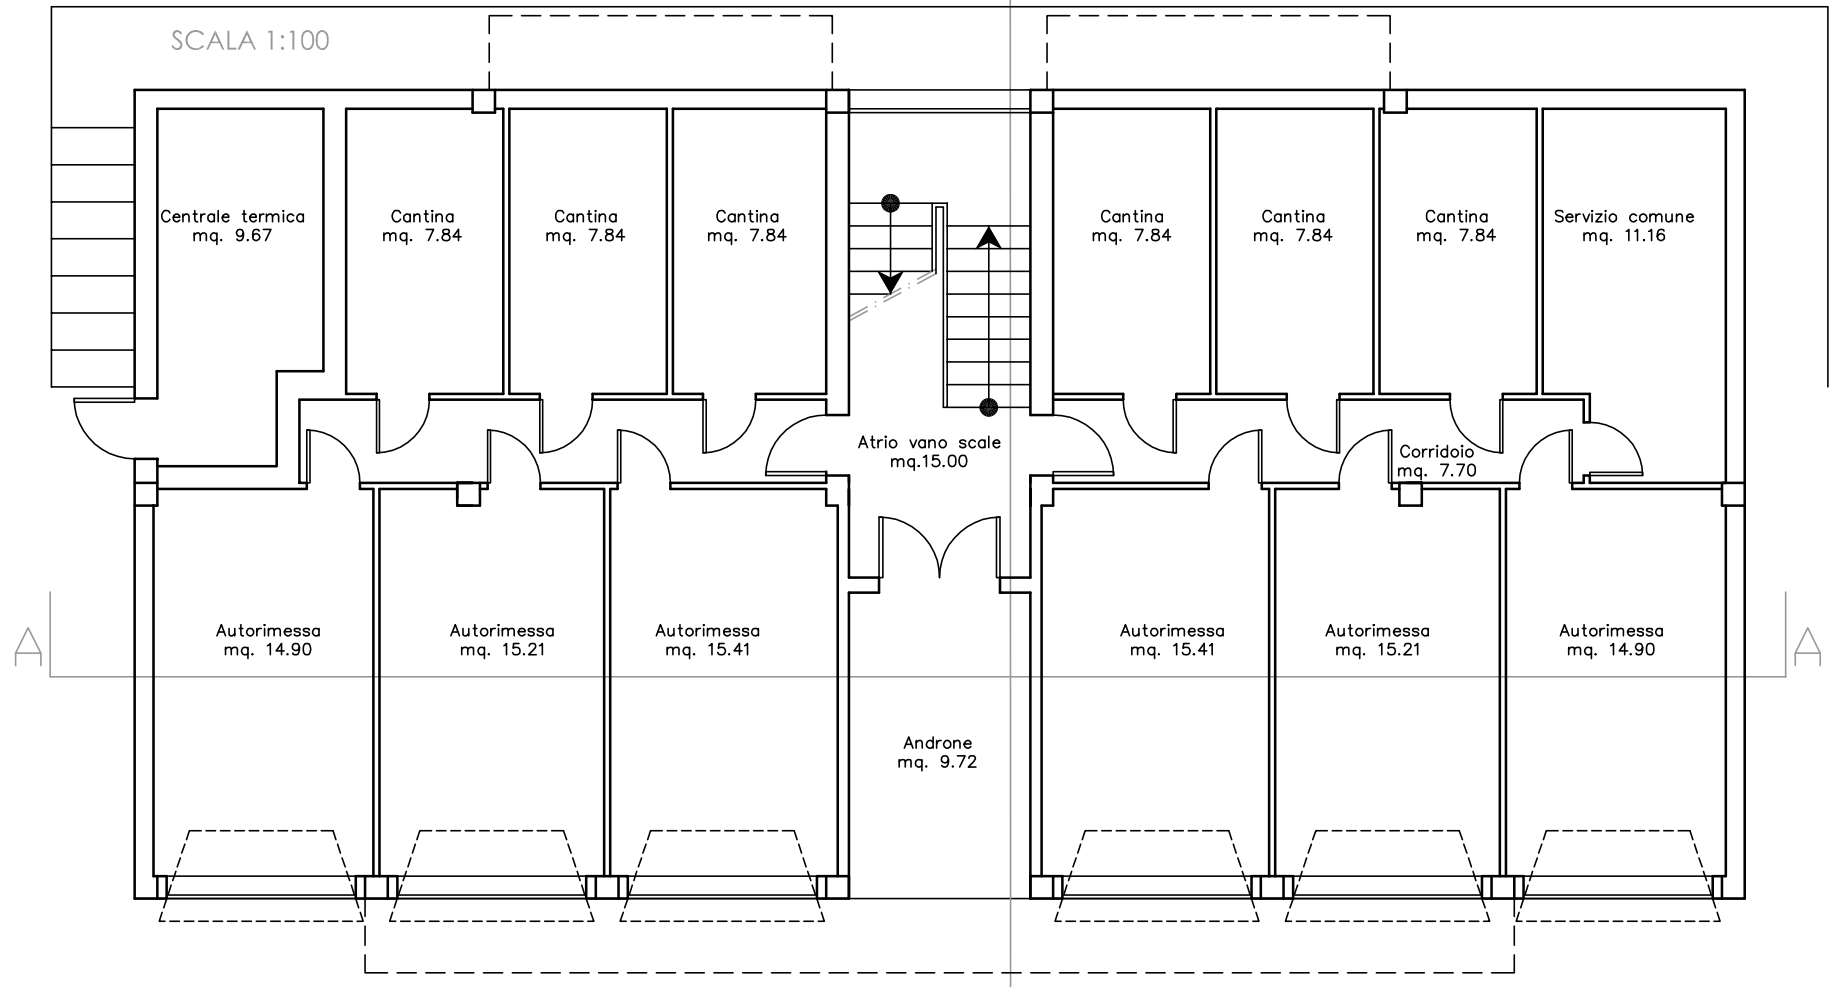 SCALA 1:100
Centrale termica
mq. 9.67
Cantina
mq. 7.84
Cantina
mq. 7.84
Cantina
mq. 7.84
Cantina
mq. 7.84
Cantina
mq. 7.84
Cantina
mq. 7.84
Servizio comune
mq. 11.16
Atrio vano scale
mq.15.00
Corridoio
mq. 7.70
A
Autorimessa
mq. 14.90
Autorimessa
mq. 15.21
Autorimessa
mq. 15.41
Autorimessa
mq. 15.41
Autorimessa
mq. 15.21
Autorimessa
mq. 14.90
A
Androne
mq. 9.72